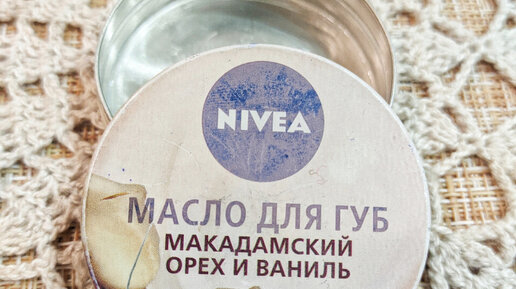 NIVEA
МАСЛО ДЛЯ ГУБ
МАКАДАМСКИЙ
ОРЕХ И ВАНИЛЬ